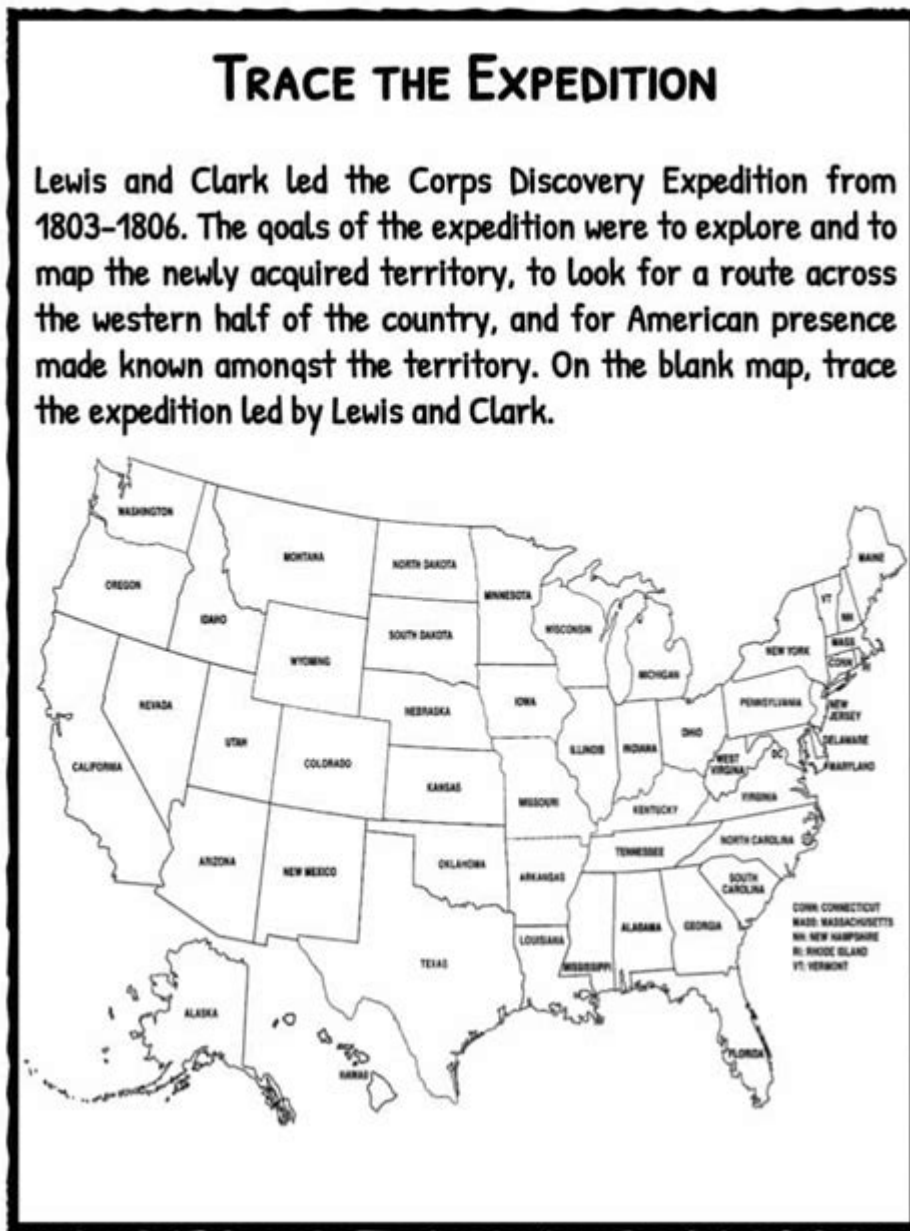 TRACE THE EXPEDITION
Lewis and Clark led the Corps Discovery Expedition from
1803-1806. The goals of the expedition were to explore and to
map the newly acquired territory, to look for a route across
the western half of the country, and for American presence
made known amongst the territory. On the blank map, trace
the expedition led by Lewis and Clark.
WASHINGTON
MONTANA
NORTH DAKOTA
MINNESOTA
MAINE
OREGON
IDAHO
SOUTH DAKOTA
WISCONSIN
VT
NH
WYOMING
MICHIGAN
NEW YORK
MASS
CONN
RI
NEVADA
NEBRASKA
IOWA
PENNSYLVANIA
NEW
JERSEY
UTAH
COLORADO
ILLINOIS
INDIANA
OHIO
WEST
VIRGINIA
DC
DELAWARE
MARYLAND
CALIFORNIA
KANSAS
MISSOURI
KENTUCKY
VIRGINIA
ARIZONA
NEW MEXICO
OKLAHOMA
ARKANSAS
TENNESSEE
NORTH CAROLINA
SOUTH
CAROLINA
TEXAS
LOUISIANA
MISSISSIPPI
ALABAMA
GEORGIA
CONN: CONNECTICUT
MASS: MASSACHUSETTS
NH: NEW HAMPSHIRE
RI: RHODE ISLAND
VT: VERMONT
ALASKA
HAWAII
FLORIDA